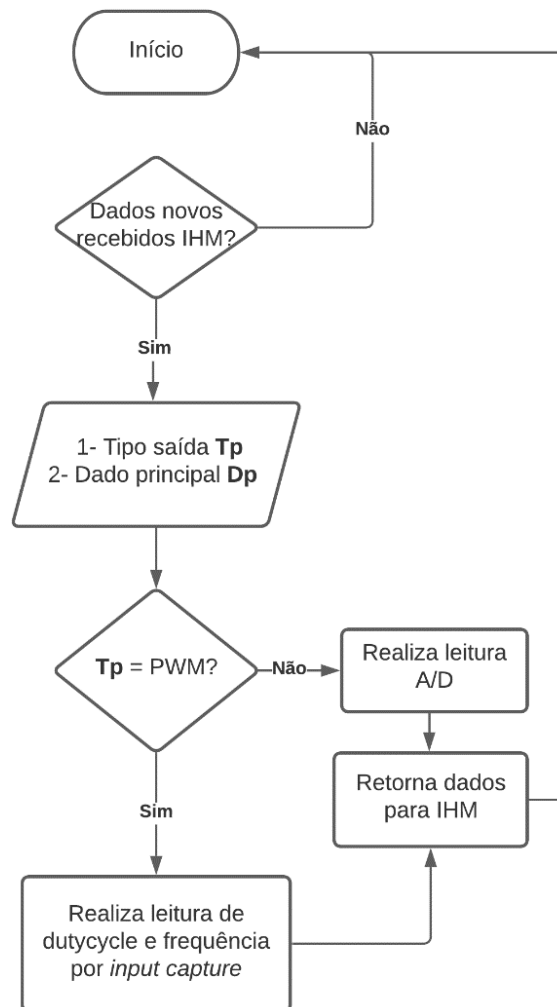 Início
Não
Dados novos
recebidos IHM?
Sim
1- Tipo saída Tp
2- Dado principal Dp
Tp = PWM?
Não
Realiza leitura
A/D
Retorna dados
para IHM
Sim
Realiza leitura de
dutycycle e frequência
por input capture